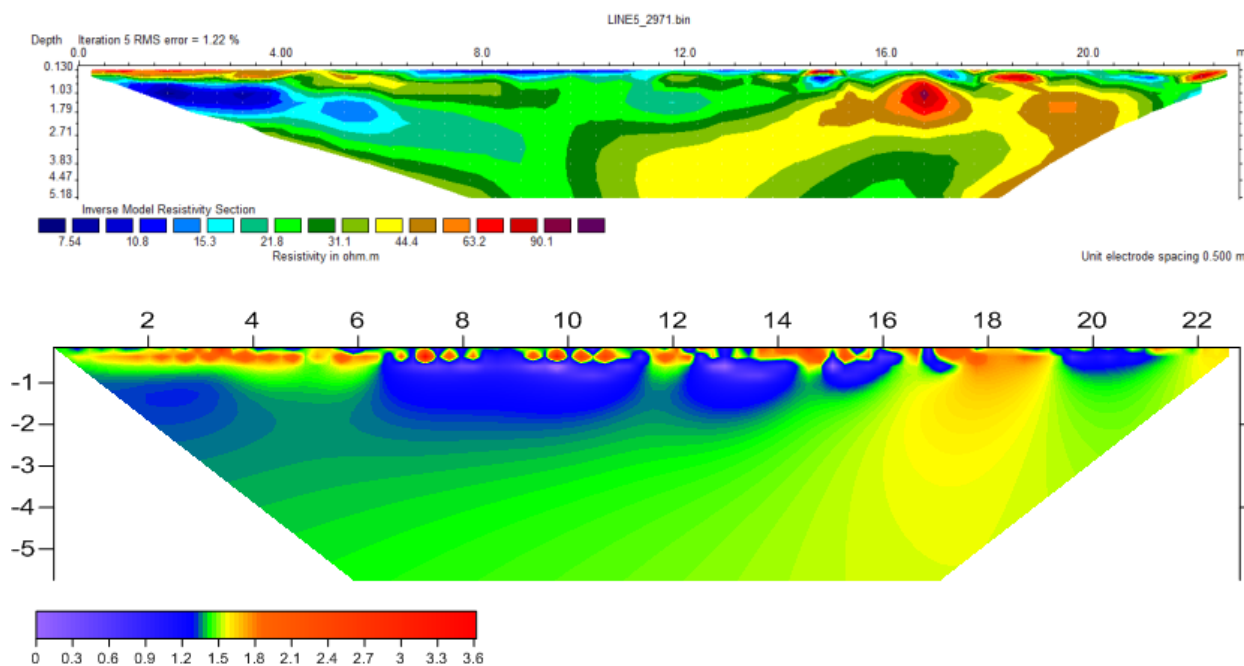 LINE5_2971.bin
Depth Iteration 5 RMS error = 1.22 %
0.0 4.00 8.0 12.0 16.0 20.0 m
0.130
1.03
1.79
2.71
3.83
4.47
5.18
Inverse Model Resistivity Section
7.54 10.8 15.3 21.8 31.1 44.4 63.2 90.1
Resistivity in ohm.m
Unit electrode spacing 0.500 m
2 4 6 8 10 12 14 16 18 20 22
-1
-2
-3
-4
-5
0 0.3 0.6 0.9 1.2 1.5 1.8 2.1 2.4 2.7 3 3.3 3.6